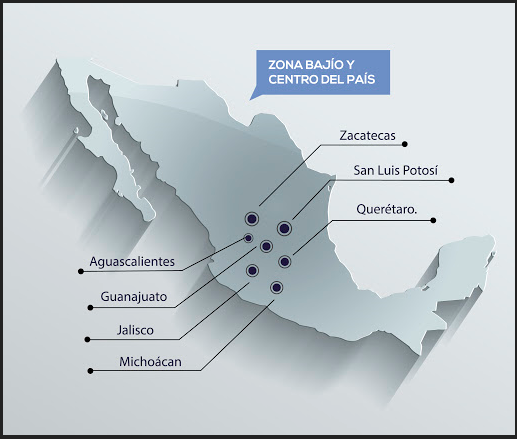 ZONA BAJÍO Y
CENTRO DEL PAÍS
Zacatecas
San Luis Potosí
Querétaro.
Aguascalientes
Guanajuato
Jalisco
Michoácan